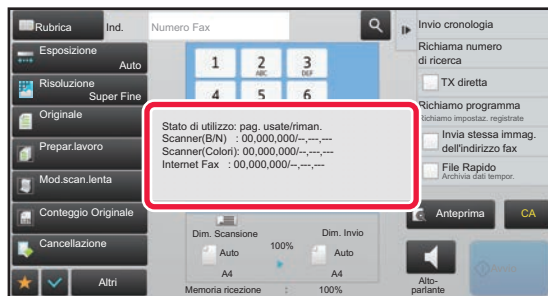 Rubrica
Ind.
Numero Fax
Esposizione
Auto
Risoluzione
Super Fine
Originale
Prepar.lavoro
Mod.scan.lenta
Conteggio Originale
Cancellazione
Altri
1
2
ABC
3
DEF
4
5
6
Stato di utilizzo: pag. usate/riman.
Scanner(B/N) : 00,000,000/--,---,---
Scanner(Colori): 00,000,000/--,---,---
Internet Fax : 00,000,000/--,---,---
Dim. Scansione
Dim. Invio
100%
Auto
Auto
A4
A4
Memoria ricezione : 100%
Invio cronologia
Richiama numero
di ricerca
TX diretta
Richiamo programma
Richiamo impostaz. registrate
Invia stessa immag.
dell'indirizzo fax
File Rapido
Archivia dati tempor.
Anteprima
CA
Alto-
parlante